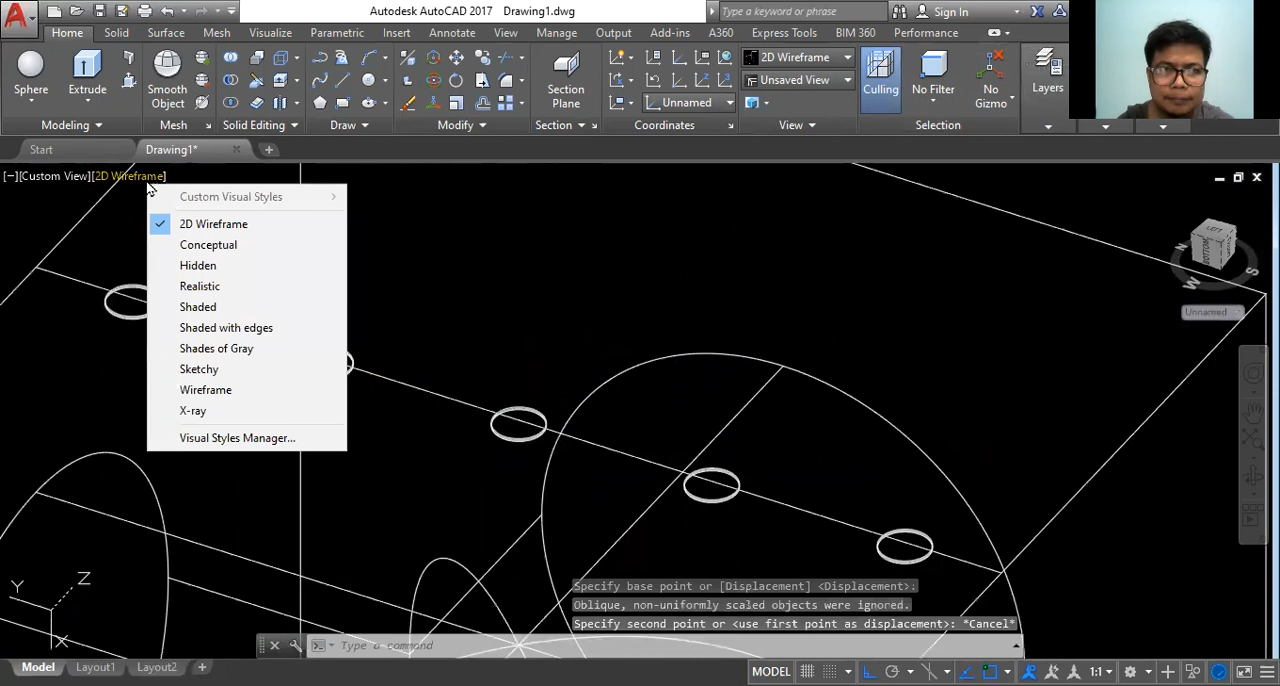 Autodesk AutoCAD 2017   Drawing1.dwg
Type a keyword or phrase
Sign In
Home Solid Surface Mesh Visualize Parametric Insert Annotate View Manage Output Add-ins A360 Express Tools BIM 360 Performance
2D Wireframe
Unsaved View
Unnamed
Sphere
Extrude
Smooth Object
Section Plane
Culling
No Filter
No Gizmo
Layers
Modeling Mesh Solid Editing Draw Modify Section Coordinates View Selection
Start Drawing1*
[−][Custom View][2D Wireframe]
Custom Visual Styles
2D Wireframe
Conceptual
Hidden
Realistic
Shaded
Shaded with edges
Shades of Gray
Sketchy
Wireframe
X-ray
Visual Styles Manager...
LEFT
BOTTOM
N
S
W
Unnamed
Y
Z
X
Specify base point or [Displacement] <Displacement>:
Oblique, non-uniformly scaled objects were ignored.
Specify second point or <use first point as displacement>: *Cancel*
Type a command
Model Layout1 Layout2 +
MODEL
1:1